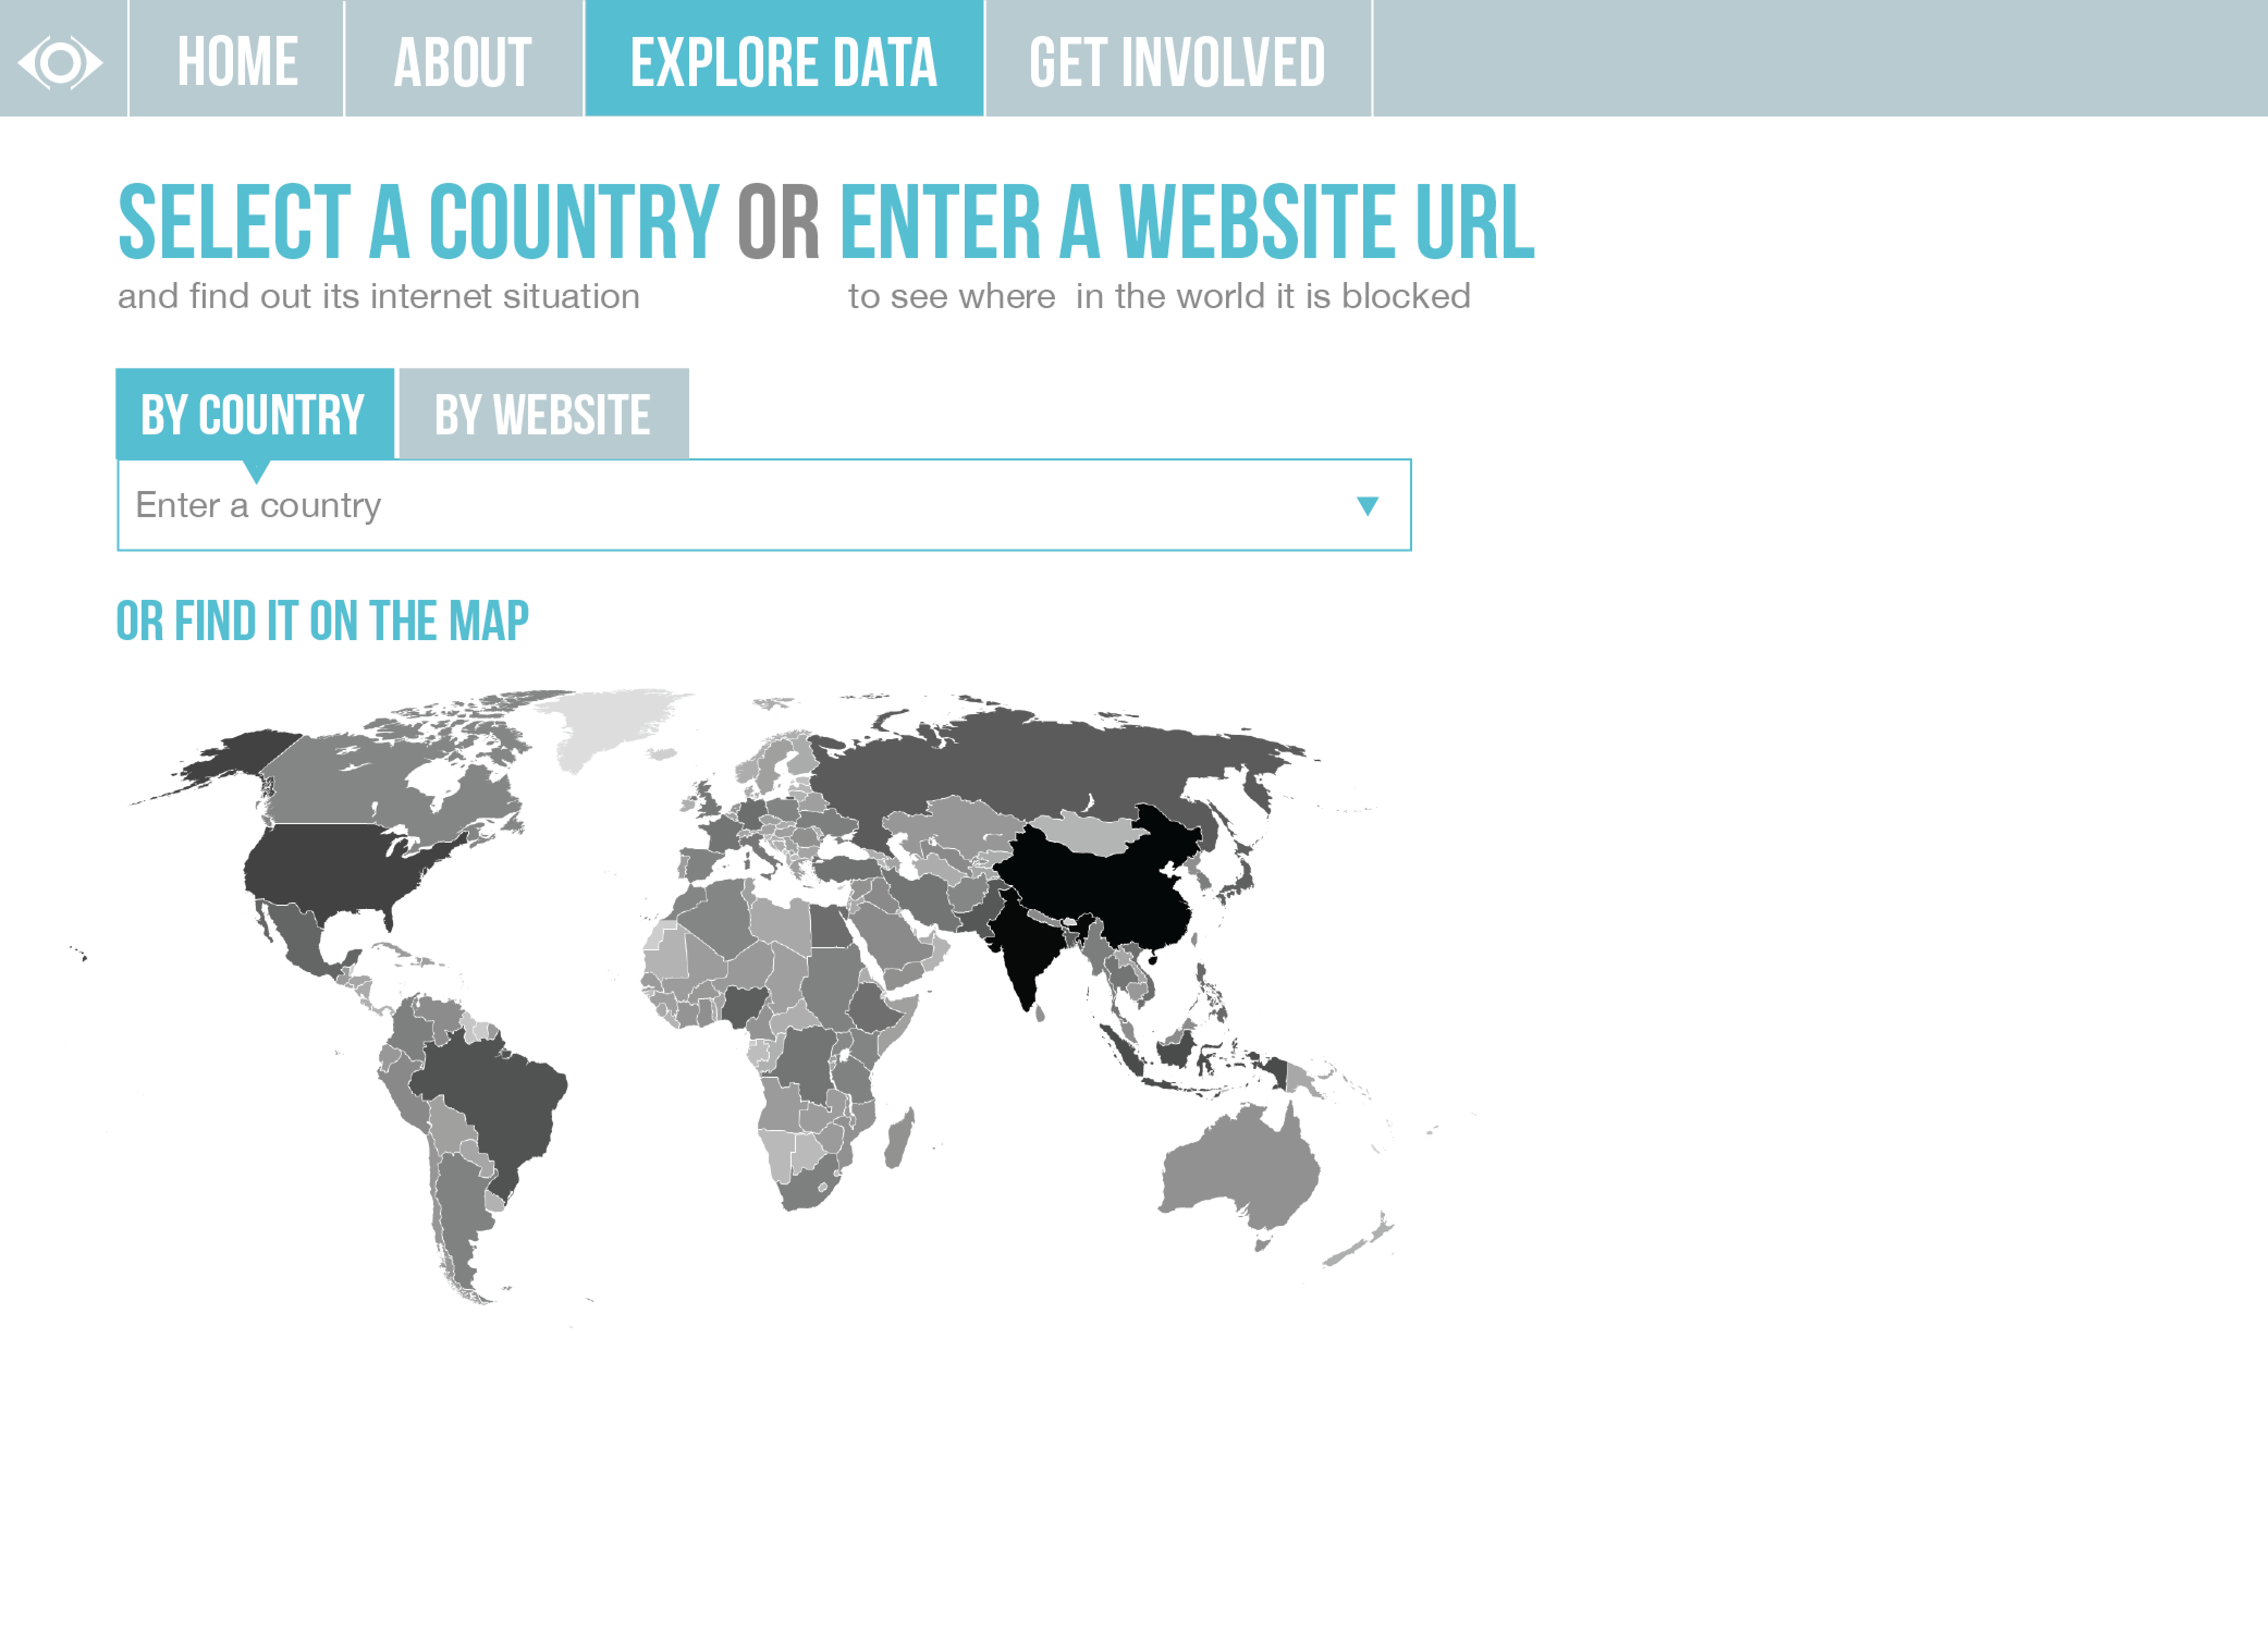 HOME ABOUT EXPLORE DATA GET INVOLVED
SELECT A COUNTRY OR ENTER A WEBSITE URL
and find out its internet situation to see where in the world it is blocked
BY COUNTRY BY WEBSITE
Enter a country
OR FIND IT ON THE MAP